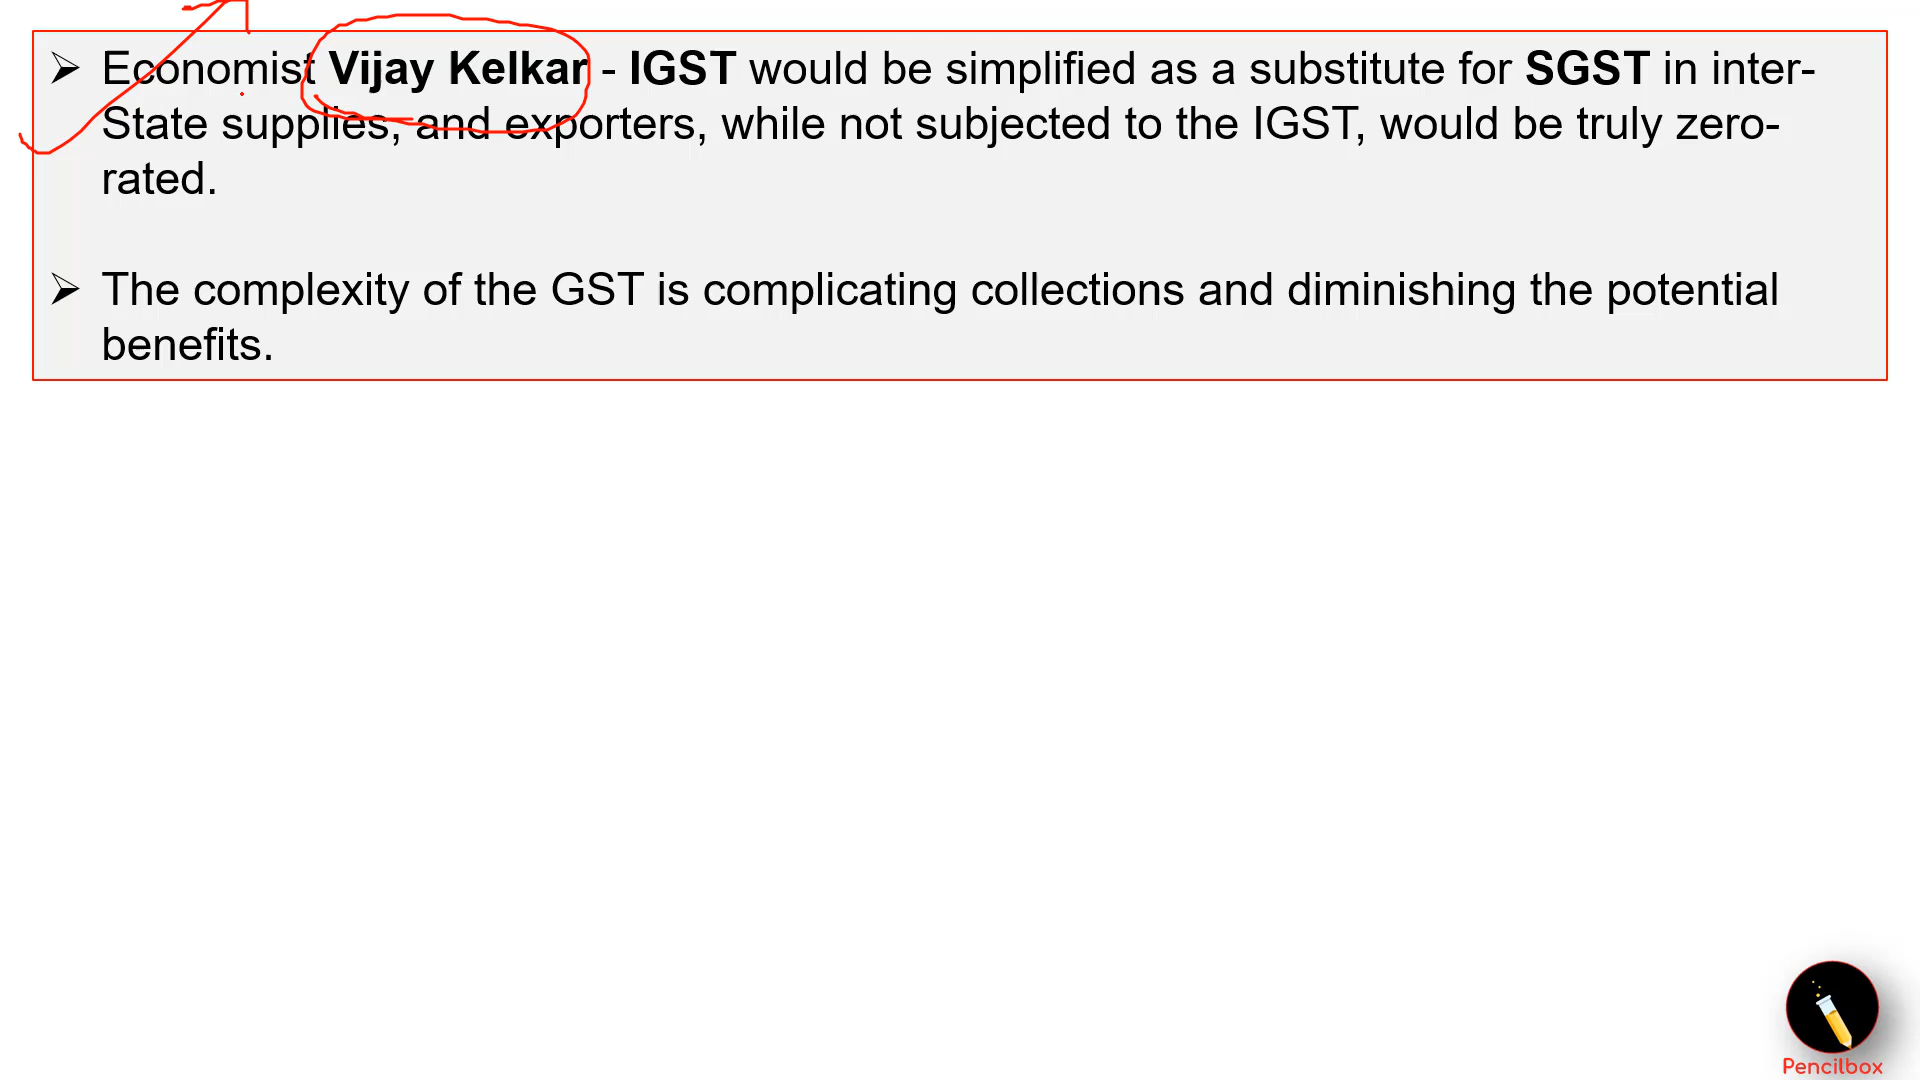 ➢ Economist Vijay Kelkar - IGST would be simplified as a substitute for SGST in inter-
State supplies, and exporters, while not subjected to the IGST, would be truly zero-
rated.
➢ The complexity of the GST is complicating collections and diminishing the potential
benefits.
Pencilbox